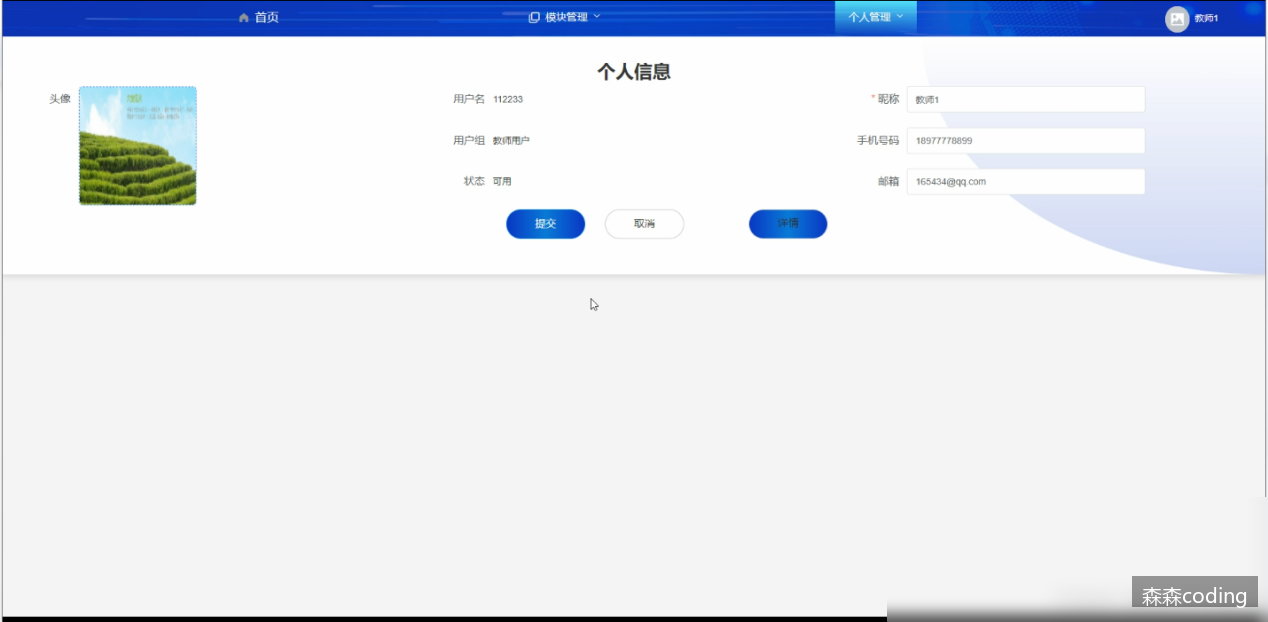 首页
模块管理
个人管理
教师1
个人信息
头像
用户名 112233
* 昵称 教师1
用户组 教师用户
手机号码 18977778899
状态 可用
邮箱 165434@qq.com
提交
取消
详情
森森coding